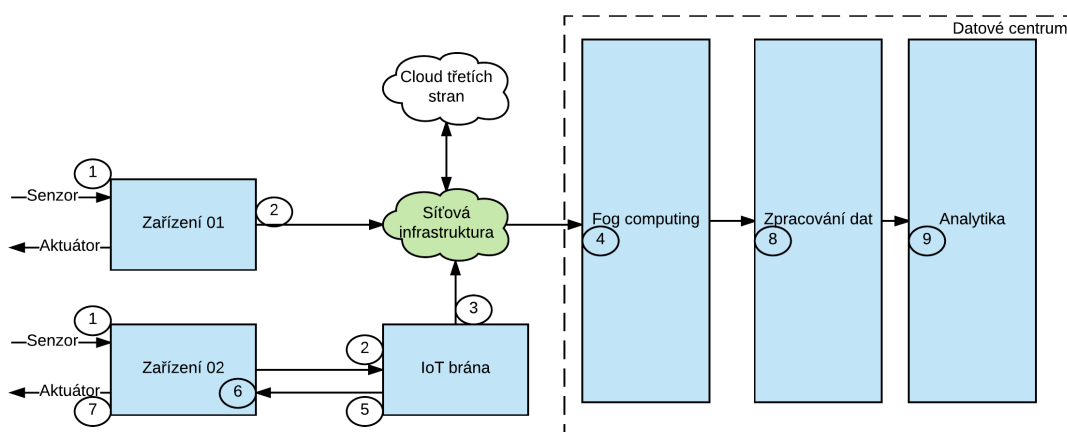 Datové centrum
Cloud třetích
stran
1
Senzor
Zařízení 01
Aktuátor
2
Síťová
infrastruktura
Fog computing
4
Zpracování dat
8
Analytika
9
3
1
Senzor
Zařízení 02
Aktuátor
7
6
2
IoT brána
5